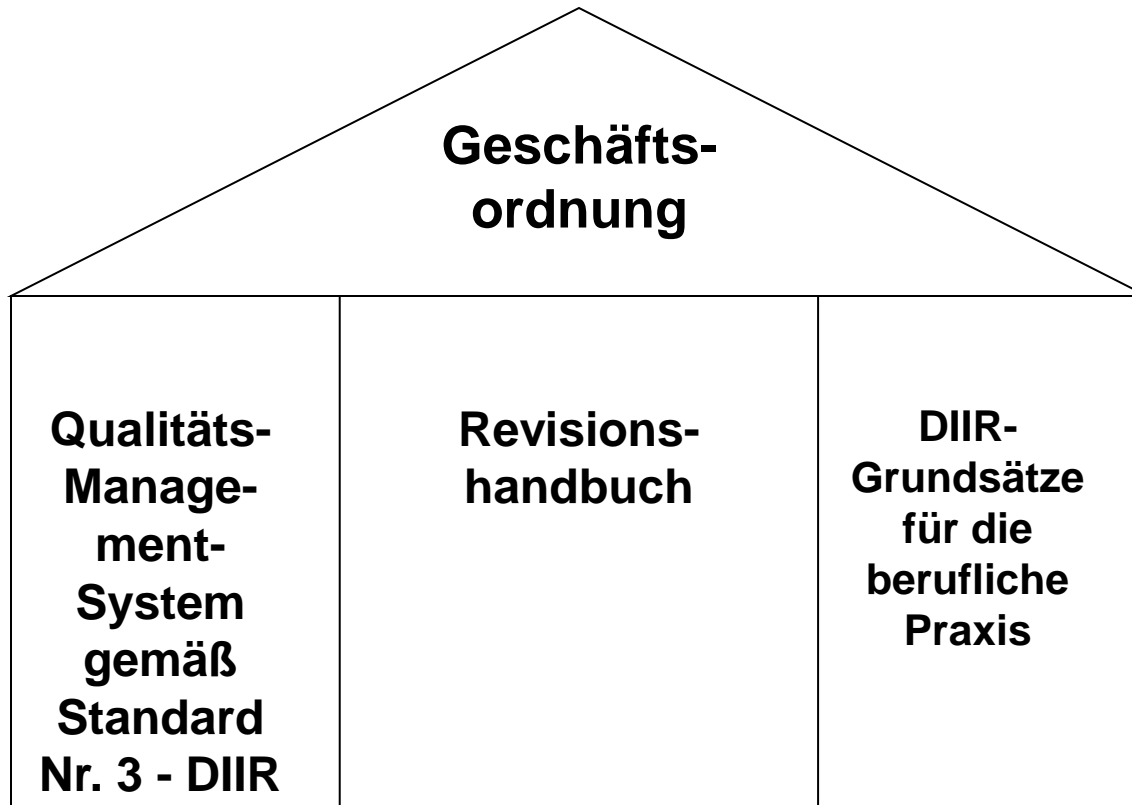 Geschäfts-
ordnung
Qualitäts-
Manage-
ment-
System
gemäß
Standard
Nr. 3 - DIIR
Revisions-
handbuch
DIIR-
Grundsätze
für die
berufliche
Praxis